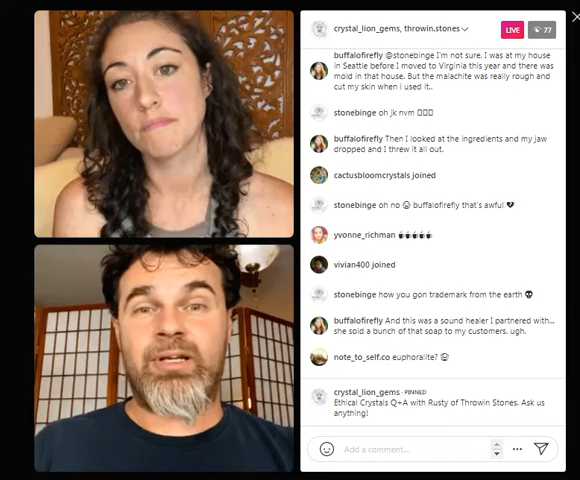 crystal_lion_gems, throwin.stones
LIVE
77
buffalofirefly @stonebinge I'm not sure. I was at my house
in Seattle before I moved to Virginia this year and there was
mold in that house. But the malachite was really rough and
cut my skin when i used it..
stonebinge oh jk nvm
buffalofirefly Then I looked at the ingredients and my jaw
dropped and I threw it all out.
cactusbloomcrystals joined
stonebinge oh no 😩 buffalofirefly that's awful 💔
yvonne_richman
vivian400 joined
stonebinge how you gon trademark from the earth 💀
buffalofirefly And this was a sound healer I partnered with...
she sold a bunch of that soap to my customers. ugh.
note_to_self.co euphoralite? 😭
crystal_lion_gems · PINNED
Ethical Crystals Q+A with Rusty of Throwin Stones. Ask us
anything!
Add a comment...